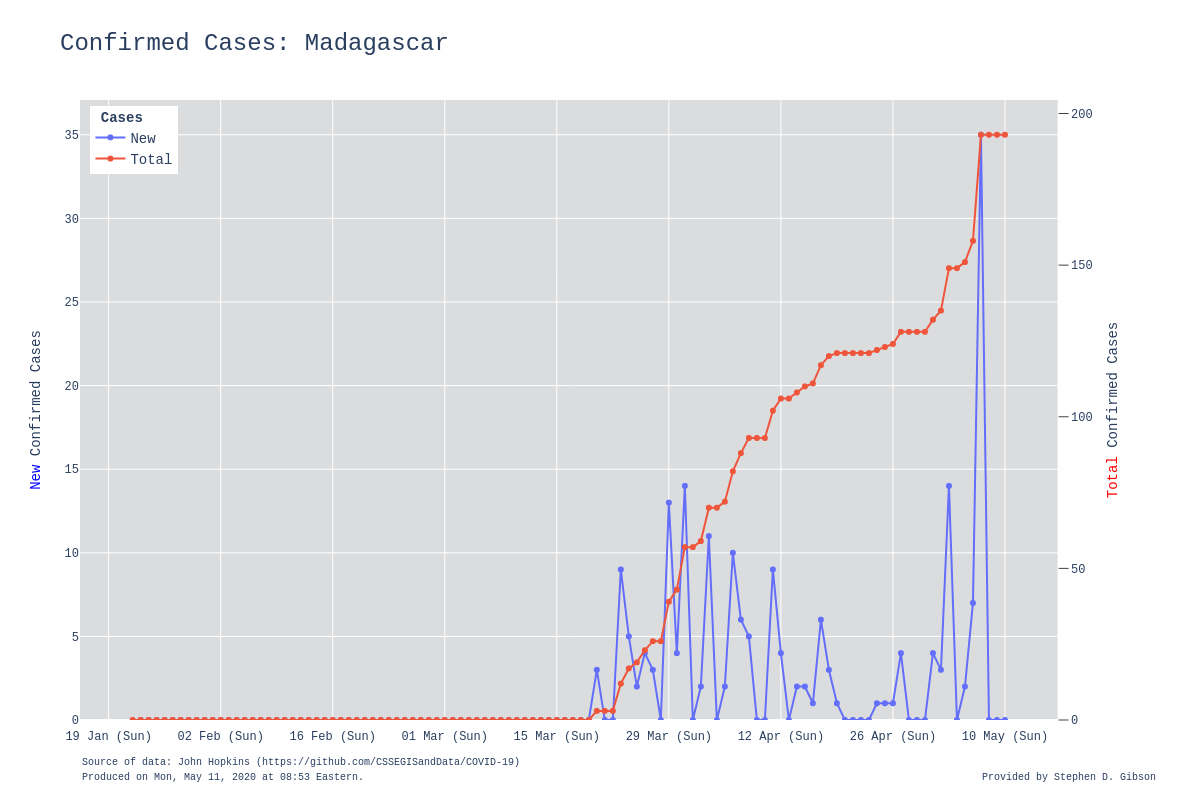 Confirmed Cases: Madagascar
Cases
New
Total
35
30
25
20
15
10
5
0
200
150
100
50
0
New Confirmed Cases
Total Confirmed Cases
19 Jan (Sun) 02 Feb (Sun) 16 Feb (Sun) 01 Mar (Sun) 15 Mar (Sun) 29 Mar (Sun) 12 Apr (Sun) 26 Apr (Sun) 10 May (Sun)
Source of data: John Hopkins (https://github.com/CSSEGISandData/COVID-19)
Produced on Mon, May 11, 2020 at 08:53 Eastern.
Provided by Stephen D. Gibson